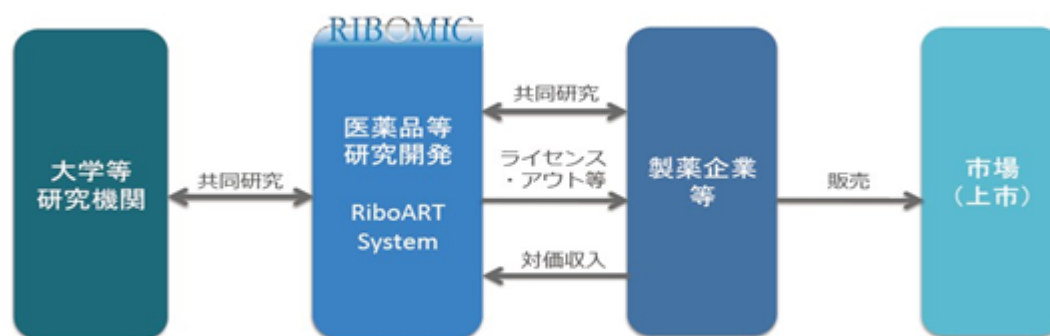 RIBOMIC
大学等
研究機関
共同研究
医薬品等
研究開発
RiboART
System
共同研究
ライセンス
・アウト等
対価収入
製薬企業
等
販売
市場
(上市)